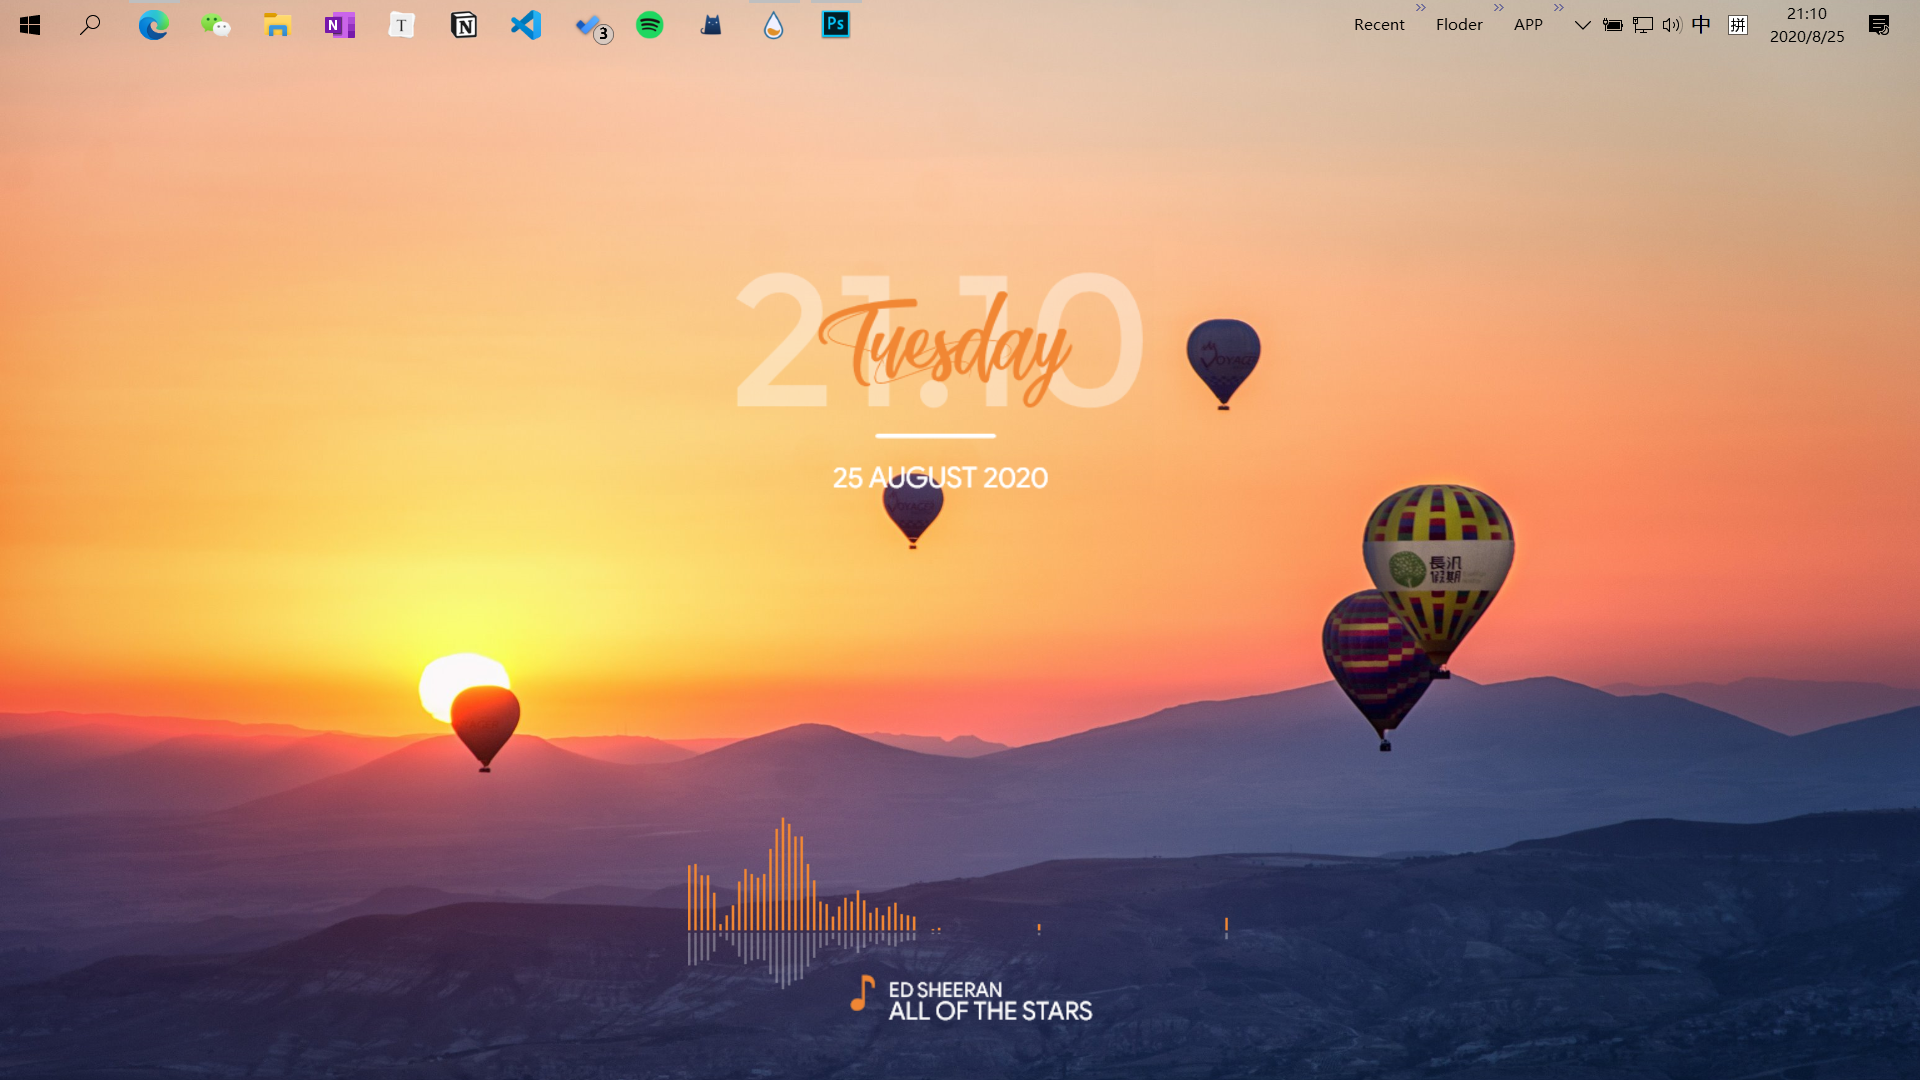 3
Ps
Recent
Floder
APP
中
拼
21:10
2020/8/25
21.10
Tuesday
25 AUGUST 2020
VOYAGER
長汎
假期
ED SHEERAN
ALL OF THE STARS